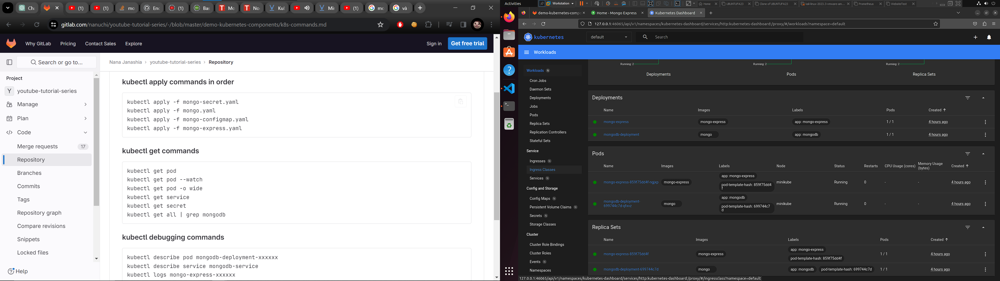 Cha
(1)
(1)
mo
Enc
(1)
Bas
Mo
No
Kub
Mir
(1)
mo
và
gitlab.com/nanuchi/youtube-tutorial-series/-/blob/master/demo-kubernetes-components/k8s-commands.md
Why GitLab
Pricing
Contact Sales
Explore
Sign in
Get free trial
Search or go to...
Nana Janashia
youtube-tutorial-series
Repository
Project
Y
youtube-tutorial-series
Manage
Plan
Code
Merge requests
17
Repository
Branches
Commits
Tags
Repository graph
Compare revisions
Snippets
Locked files
Help
kubectl apply commands in order
kubectl apply -f mongo-secret.yaml
kubectl apply -f mongo.yaml
kubectl apply -f mongo-configmap.yaml
kubectl apply -f mongo-express.yaml
kubectl get commands
kubectl get pod
kubectl get pod --watch
kubectl get pod -o wide
kubectl get service
kubectl get secret
kubectl get all | grep mongodb
kubectl debugging commands
kubectl describe pod mongodb-deployment-xxxxxx
kubectl describe service mongodb-service
kubectl logs mongo-express-xxxxxx
Activities
Workstation
Home
UBUNTUFA23
Clone of UBUNTUFA23
kali-linux-2023.3-vmware-am...
Prometheus
WebsiteTest
demo-kubernetes-compo
Home - Mongo Express
Kubernetes Dashboard
127.0.0.1:46065/api/v1/namespaces/kubernetes-dashboard/services/http:kubernetes-dashboard:/proxy/#/workloads?namespace=default
kubernetes
default
Search
Workloads
Workloads N
Cron Jobs
Daemon Sets
Deployments
Jobs
Pods
Replica Sets
Replication Controllers
Stateful Sets
Service
Ingresses N
Ingress Classes
Services N
Config and Storage
Config Maps N
Persistent Volume Claims N
Secrets N
Storage Classes
Cluster
Cluster Role Bindings
Cluster Roles
Events N
Namespaces
Running: 2
Running: 2
Running: 2
Deployments
Pods
Replica Sets
Deployments
Name Images Labels Pods Created
mongo-express mongo-express app: mongo-express 1 / 1 4 hours ago
mongodb-deployment mongo app: mongodb 1 / 1 4 hours ago
Pods
Name Images Labels Node Status Restarts CPU Usage (cores) Memory Usage (bytes) Created
mongo-express-859f75dd4f-ngjxp mongo-express app: mongo-express pod-template-hash: 859f75dd4f minikube Running 0 - - 4 hours ago
mongodb-deployment-699744c7d-qfxvz mongo app: mongodb pod-template-hash: 699744c7d minikube Running 0 - - 4 hours ago
Replica Sets
Name Images Labels Pods Created
mongo-express-859f75dd4f mongo-express app: mongo-express pod-template-hash: 859f75dd4f 1 / 1 4 hours ago
mongodb-deployment-699744c7d mongo app: mongodb pod-template-hash: 699744c7d 1 / 1 4 hours ago
127.0.0.1:46065/api/v1/namespaces/kubernetes-dashboard/services/http:kubernetes-dashboard:/proxy/#/ingressclass?namespace=default